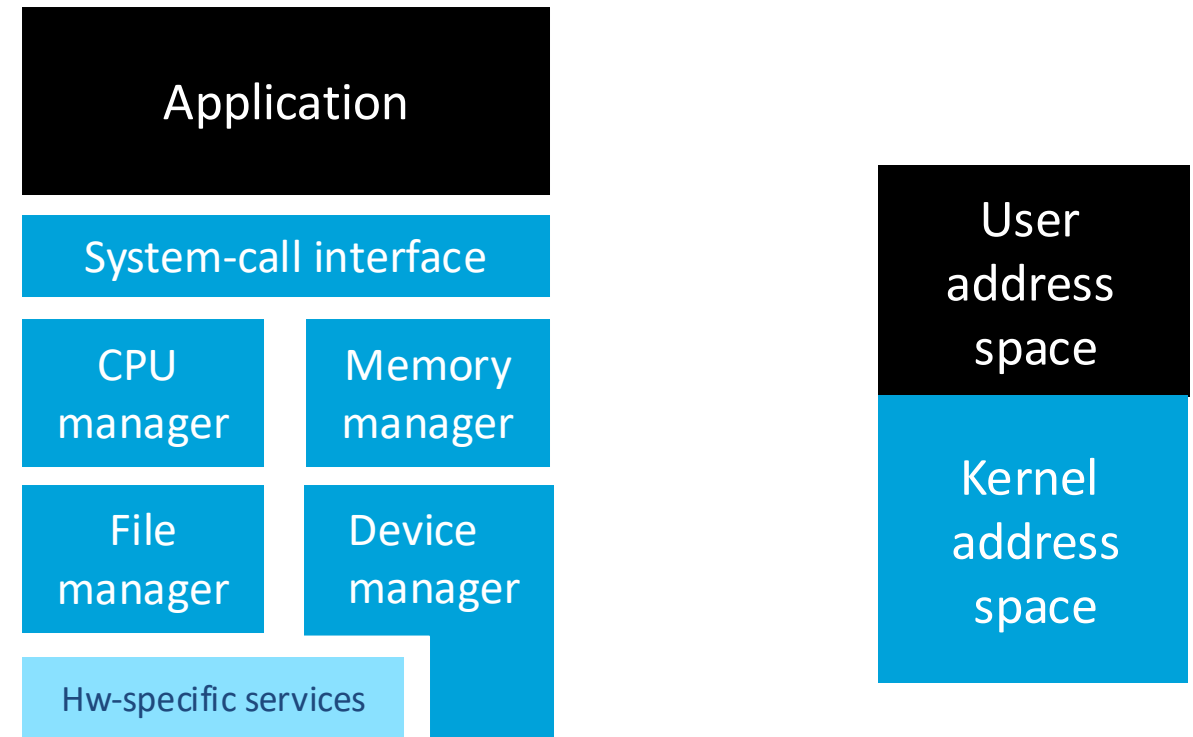 Application
System-call interface
CPU
manager
Memory
manager
File
manager
Device
manager
Hw-specific services
User
address
space
Kernel
address
space